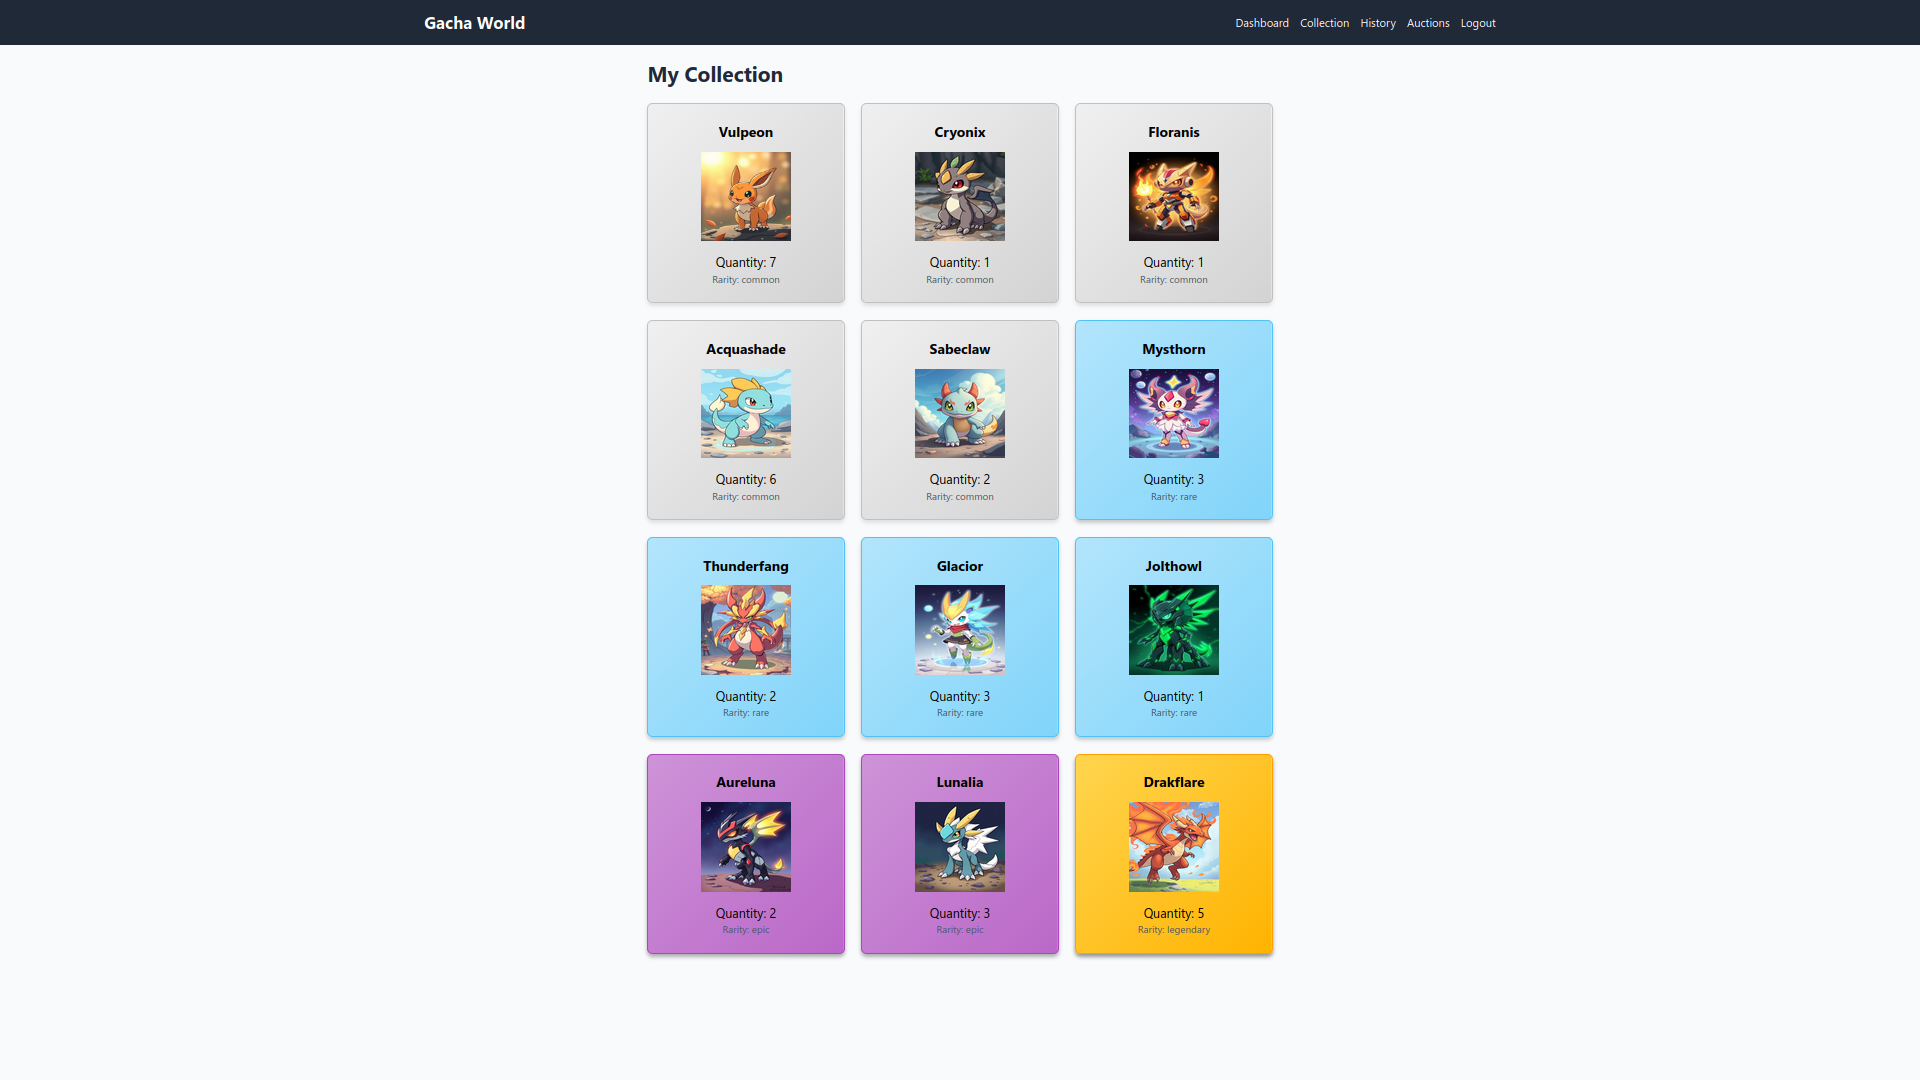 Gacha World
Dashboard Collection History Auctions Logout
My Collection
Vulpeon
Quantity: 7
Rarity: common
Cryonix
Quantity: 1
Rarity: common
Floranis
Quantity: 1
Rarity: common
Acquashade
Quantity: 6
Rarity: common
Sabeclaw
Quantity: 2
Rarity: common
Mysthorn
Quantity: 3
Rarity: rare
Thunderfang
Quantity: 2
Rarity: rare
Glacior
Quantity: 3
Rarity: rare
Jolthowl
Quantity: 1
Rarity: rare
Aureluna
Quantity: 2
Rarity: epic
Lunalia
Quantity: 3
Rarity: epic
Drakflare
Quantity: 5
Rarity: legendary